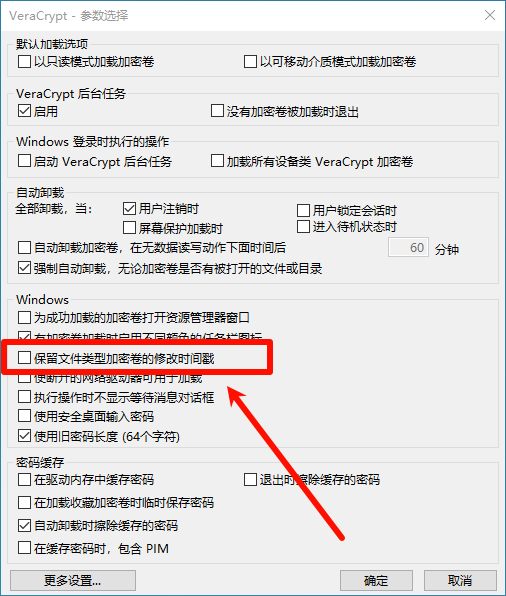 VeraCrypt - 参数选择
默认加载选项
以只读模式加载加密卷 以可移动介质模式加载加密卷
VeraCrypt 后台任务
启用 没有加密卷被加载时退出
Windows 登录时执行的操作
启动 VeraCrypt 后台任务 加载所有设备类 VeraCrypt 加密卷
自动卸载
全部卸载，当： 用户注销时 用户锁定会话时
屏幕保护加载时 进入待机状态时
自动卸载加密卷，在无数据读写动作下面时间后 60 分钟
强制自动卸载，无论加密卷是否有被打开的文件或目录
Windows
为成功加载的加密卷打开资源管理器窗口
有加密卷加载时启用不同颜色的任务栏图标
保留文件类型加密卷的修改时间戳
使断开的网络驱动器可用于加载
执行操作时不显示等待消息对话框
使用安全桌面输入密码
使用旧密码长度 (64个字符)
密码缓存
在驱动内存中缓存密码 退出时擦除缓存的密码
在加载收藏加密卷时临时保存密码
自动卸载时擦除缓存的密码
在缓存密码时，包含 PIM
更多设置... 确定 取消